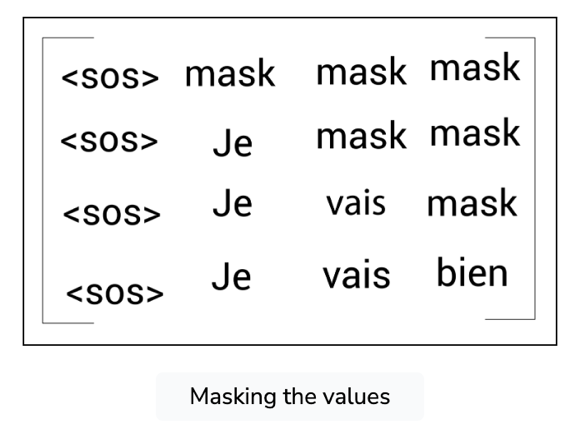 <sos> mask mask mask
<sos> Je mask mask
<sos> Je vais mask
<sos> Je vais bien
Masking the values